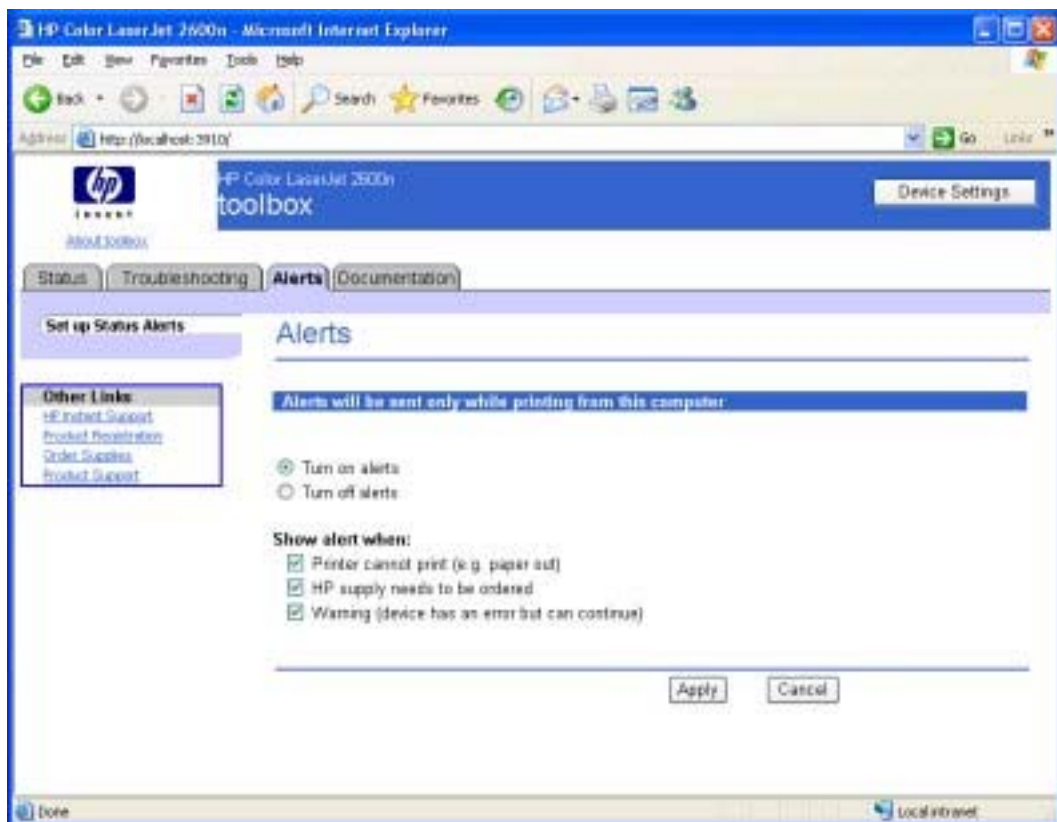 HP Color LaserJet 2600n - Microsoft Internet Explorer
File Edit View Favorites Tools Help
Back Search Favorites
Address http://localhost:3910/ Go Links
hp
invent
HP Color LaserJet 2600n
toolbox
Device Settings
About toolbox
Status Troubleshooting Alerts Documentation
Set up Status Alerts
Alerts
Other Links
HP Instant Support
Product Registration
Order Supplies
Product Support
Alerts will be sent only while printing from this computer
Turn on alerts
Turn off alerts
Show alert when:
Printer cannot print (e.g. paper out)
HP supply needs to be ordered
Warning (device has an error but can continue)
Apply Cancel
Done Local intranet